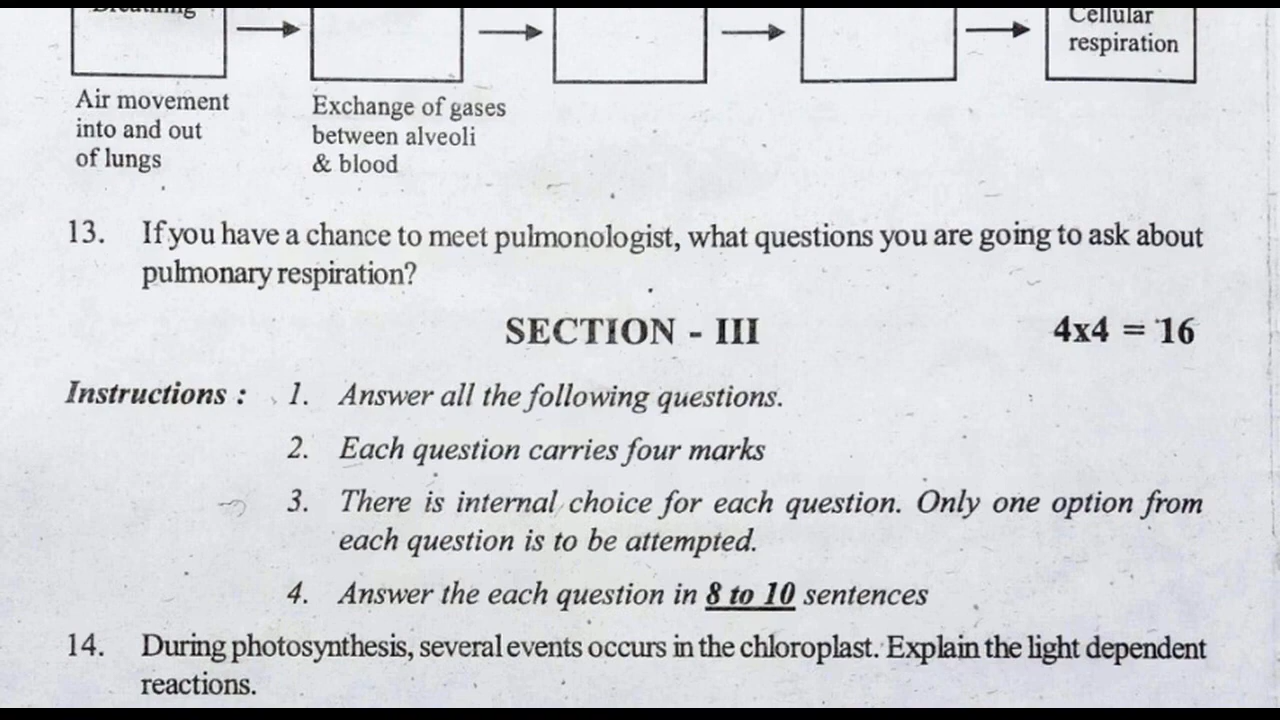 Breathing
Cellular
respiration
Air movement
into and out
of lungs
Exchange of gases
between alveoli
& blood
13. If you have a chance to meet pulmonologist, what questions you are going to ask about
pulmonary respiration?
SECTION - III 4x4 = 16
Instructions : 1. Answer all the following questions.
2. Each question carries four marks
3. There is internal choice for each question. Only one option from
each question is to be attempted.
4. Answer the each question in 8 to 10 sentences
14. During photosynthesis, several events occurs in the chloroplast. Explain the light dependent
reactions.